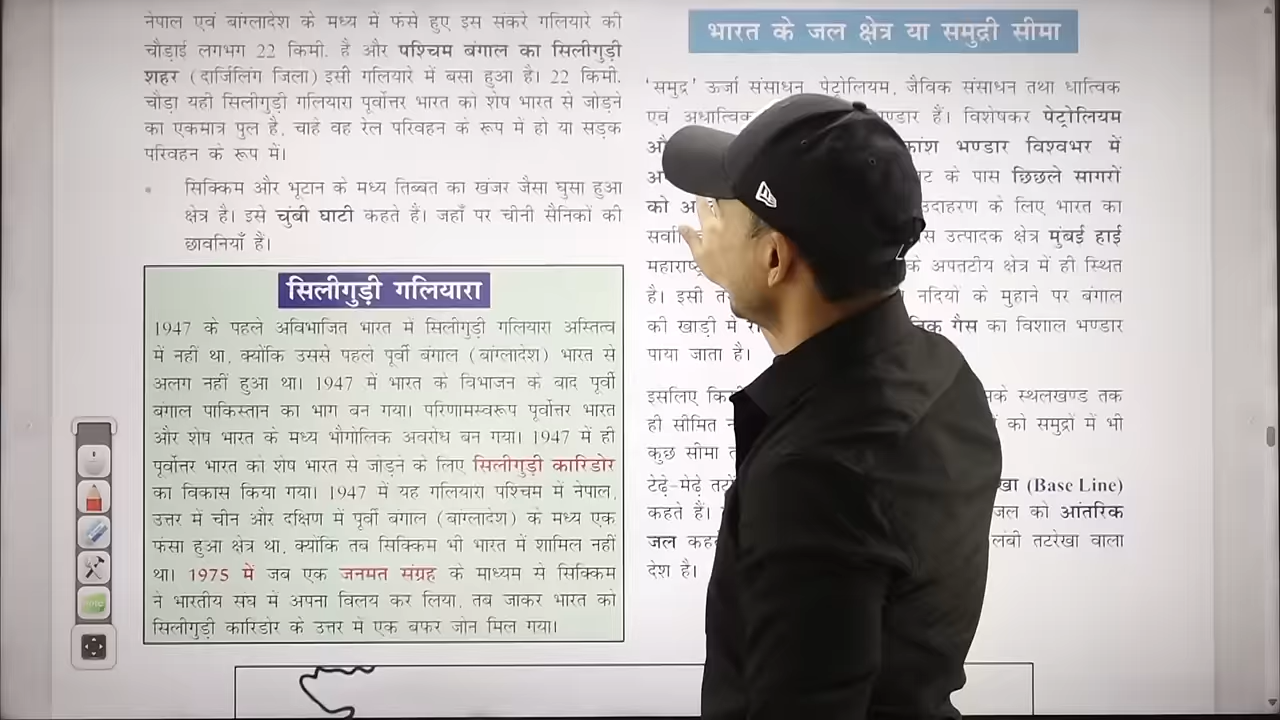 नेपाल एवं बांग्लादेश के मध्य में फंसे हुए इस संकरे गलियारे की
चौड़ाई लगभग 22 किमी. है और पश्चिम बंगाल का सिलीगुड़ी
शहर (दार्जिलिंग जिला) इसी गलियारे में बसा हुआ है। 22 किमी.
चौड़ा यही सिलीगुड़ी गलियारा पूर्वोत्तर भारत को शेष भारत से जोड़ने
का एकमात्र पुल है, चाहे वह रेल परिवहन के रूप में हो या सड़क
परिवहन के रूप में।
सिक्किम और भूटान के मध्य तिब्बत का खंजर जैसा घुसा हुआ
क्षेत्र है। इसे चुंबी घाटी कहते हैं। जहाँ पर चीनी सैनिकों की
छावनियाँ हैं।
सिलीगुड़ी गलियारा
1947 के पहले अविभाजित भारत में सिलीगुड़ी गलियारा अस्तित्व
में नहीं था, क्योंकि उससे पहले पूर्वी बंगाल (बांग्लादेश) भारत से
अलग नहीं हुआ था। 1947 में भारत के विभाजन के बाद पूर्वी
बंगाल पाकिस्तान का भाग बन गया। परिणामस्वरूप पूर्वोत्तर भारत
और शेष भारत के मध्य भौगोलिक अवरोध बन गया। 1947 में ही
पूर्वोत्तर भारत को शेष भारत से जोड़ने के लिए सिलीगुड़ी कारिडोर
का विकास किया गया। 1947 में यह गलियारा पश्चिम में नेपाल,
उत्तर में चीन और दक्षिण में पूर्वी बंगाल (बांग्लादेश) के मध्य एक
फंसा हुआ क्षेत्र था, क्योंकि तब सिक्किम भी भारत में शामिल नहीं
था। 1975 में जब एक जनमत संग्रह के माध्यम से सिक्किम
ने भारतीय संघ में अपना विलय कर लिया, तब जाकर भारत को
सिलीगुड़ी कारिडोर के उत्तर में एक बफर जोन मिल गया।
भारत के जल क्षेत्र या समुद्री सीमा
'समुद्र' ऊर्जा संसाधन, पेट्रोलियम, जैविक संसाधन तथा धात्विक
एवं अधात्विक हैं। विशेषकर पेट्रोलियम
भण्डार विश्वभर में
के पास छिछले सागरों
को उदाहरण के लिए भारत का
उत्पादक क्षेत्र मुंबई हाई
के अपतटीय क्षेत्र में ही स्थित
है। इसी नदियों के मुहाने पर बंगाल
की खाड़ी में गैस का विशाल भण्डार
पाया जाता है।
इसलिए स्थलखण्ड तक
ही सीमित को समुद्रों में भी
कुछ सीमा
टेढ़े-मेढ़े (Base Line)
कहते हैं। जल को आंतरिक
जल तटरेखा वाला
देश है।